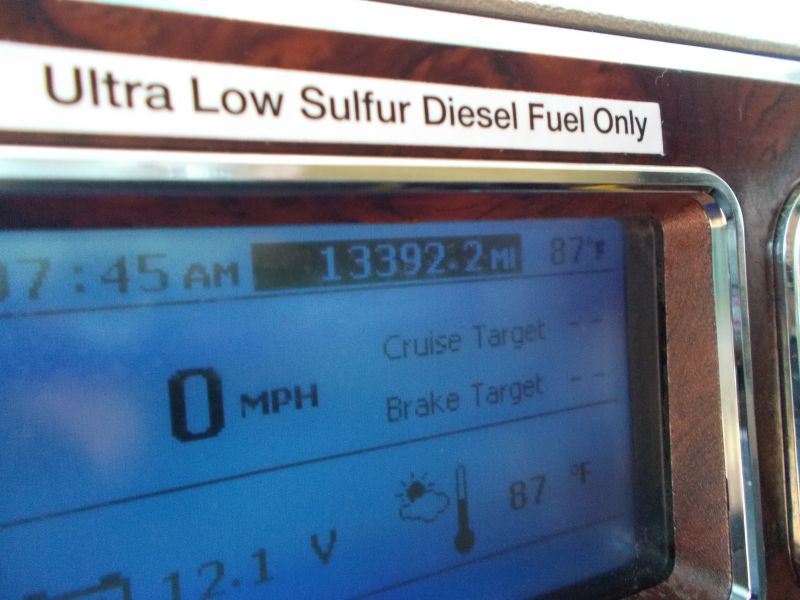 Ultra Low Sulfur Diesel Fuel Only
07:45 AM 13392.2 MI 87°F
Cruise Target --
0 MPH
Brake Target --
87 °F
12.1 V